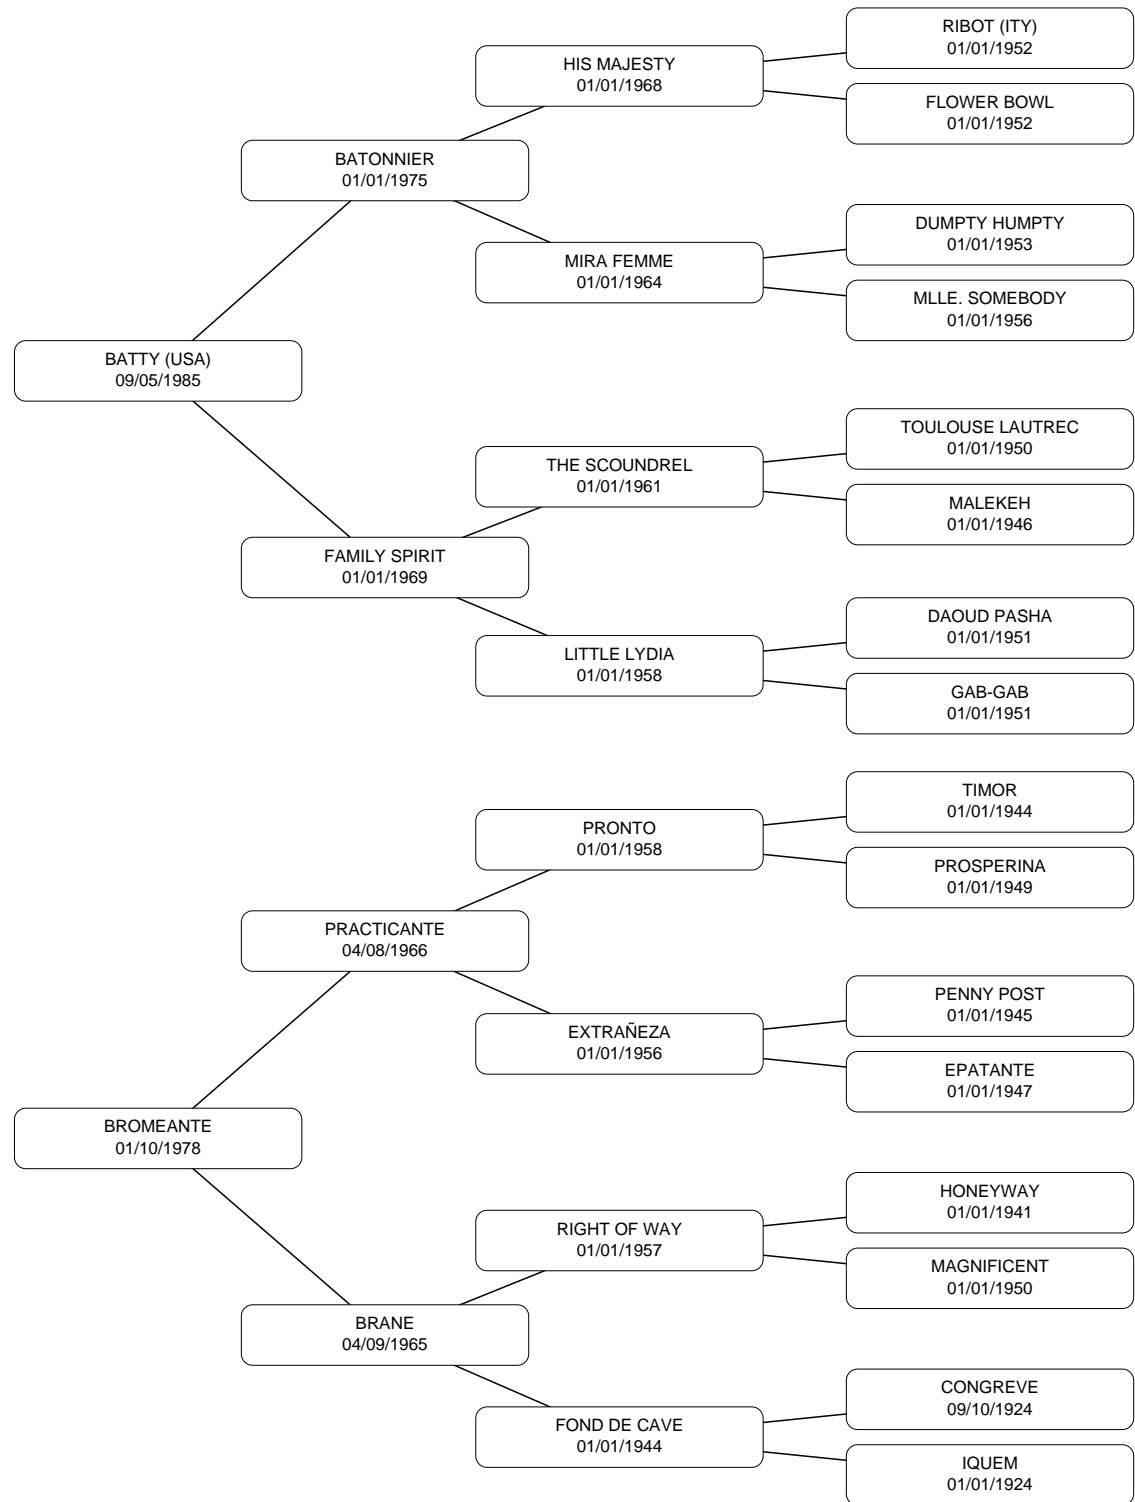 RIBOT (ITY)
01/01/1952
HIS MAJESTY
01/01/1968
FLOWER BOWL
01/01/1952
BATONNIER
01/01/1975
DUMPTY HUMPTY
01/01/1953
MIRA FEMME
01/01/1964
MLLE. SOMEBODY
01/01/1956
BATTY (USA)
09/05/1985
TOULOUSE LAUTREC
01/01/1950
THE SCOUNDREL
01/01/1961
MALEKEH
01/01/1946
FAMILY SPIRIT
01/01/1969
DAOUD PASHA
01/01/1951
LITTLE LYDIA
01/01/1958
GAB-GAB
01/01/1951
TIMOR
01/01/1944
PRONTO
01/01/1958
PROSPERINA
01/01/1949
PRACTICANTE
04/08/1966
PENNY POST
01/01/1945
EXTRAÑEZA
01/01/1956
EPATANTE
01/01/1947
BROMEANTE
01/10/1978
HONEYWAY
01/01/1941
RIGHT OF WAY
01/01/1957
MAGNIFICENT
01/01/1950
BRANE
04/09/1965
CONGREVE
09/10/1924
FOND DE CAVE
01/01/1944
IQUEM
01/01/1924